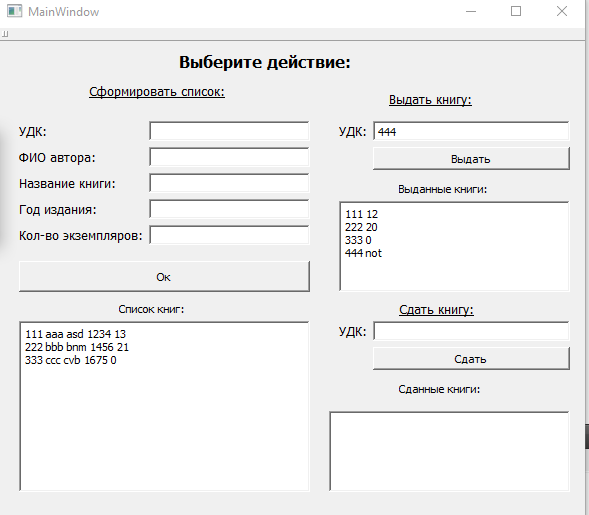 MainWindow
Выберите действие:
Сформировать список:
УДК:
ФИО автора:
Название книги:
Год издания:
Кол-во экземпляров:
Ок
Список книг:
111 aaa asd 1234 13
222 bbb bnm 1456 21
333 ccc cvb 1675 0
Выдать книгу:
УДК: 444
Выдать
Выданные книги:
111 12
222 20
333 0
444 not
Сдать книгу:
УДК:
Сдать
Сданные книги: